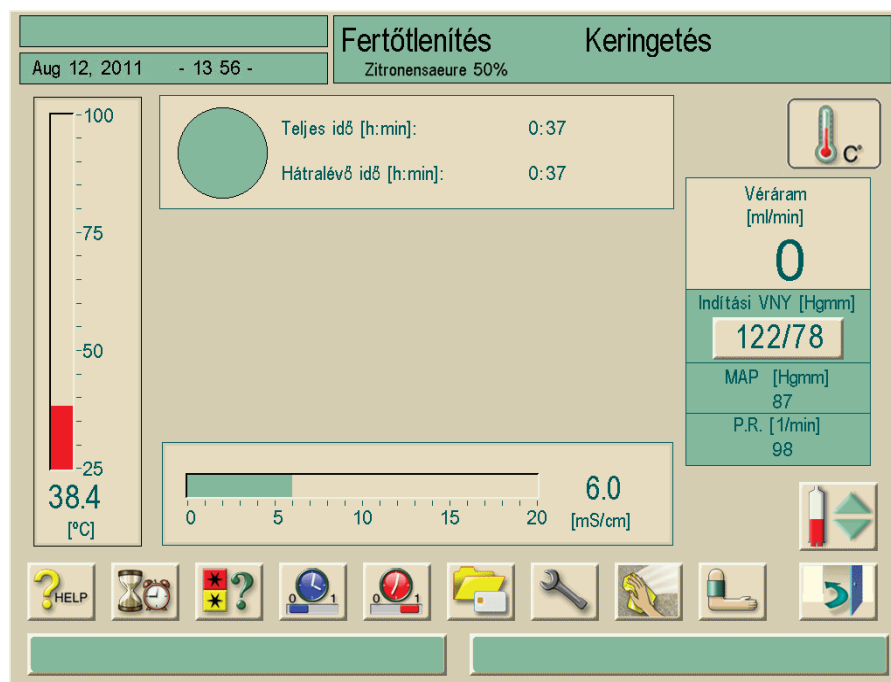 Fertőtlenítés Keringetés
Aug 12, 2011 - 13 56 -
Zitronensaeure 50%
100
75
50
25
38.4
[ºC]
Teljes idő [h:min]: 0:37
Hátralévő idő [h:min]: 0:37
C°
Véráram
[ml/min]
0
Indítási VNY [Hgmm]
122/78
MAP [Hgmm]
87
P.R. [1/min]
98
0 5 10 15 20
6.0
[mS/cm]
? HELP
?
0 1
0 1